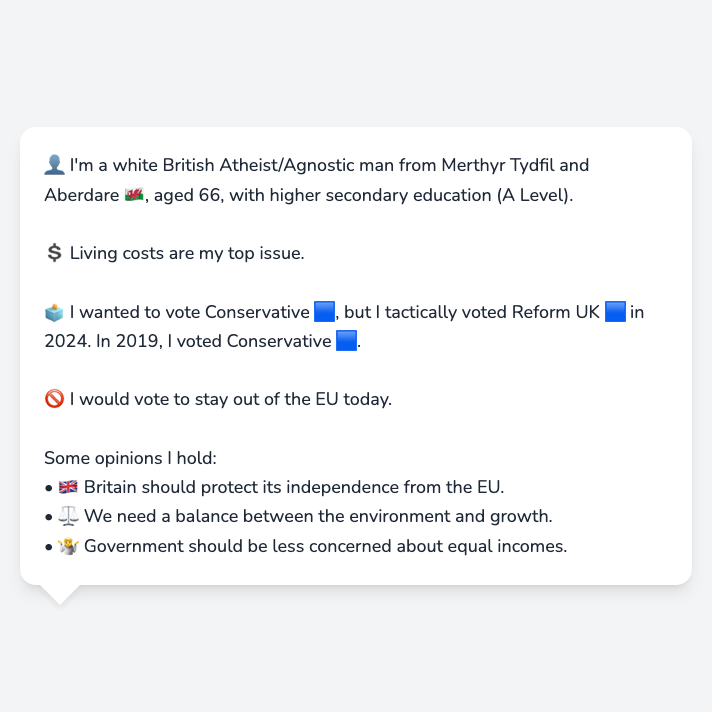 👤 I'm a white British Atheist/Agnostic man from Merthyr Tydfil and
Aberdare 🏴󠁧󠁢󠁷󠁬󠁳󠁿, aged 66, with higher secondary education (A Level).
💲 Living costs are my top issue.
🗳️ I wanted to vote Conservative 🟦, but I tactically voted Reform UK 🟦 in
2024. In 2019, I voted Conservative 🟦.
🚫 I would vote to stay out of the EU today.
Some opinions I hold:
• 🇬🇧 Britain should protect its independence from the EU.
• ⚖️ We need a balance between the environment and growth.
• 🤷 Government should be less concerned about equal incomes.